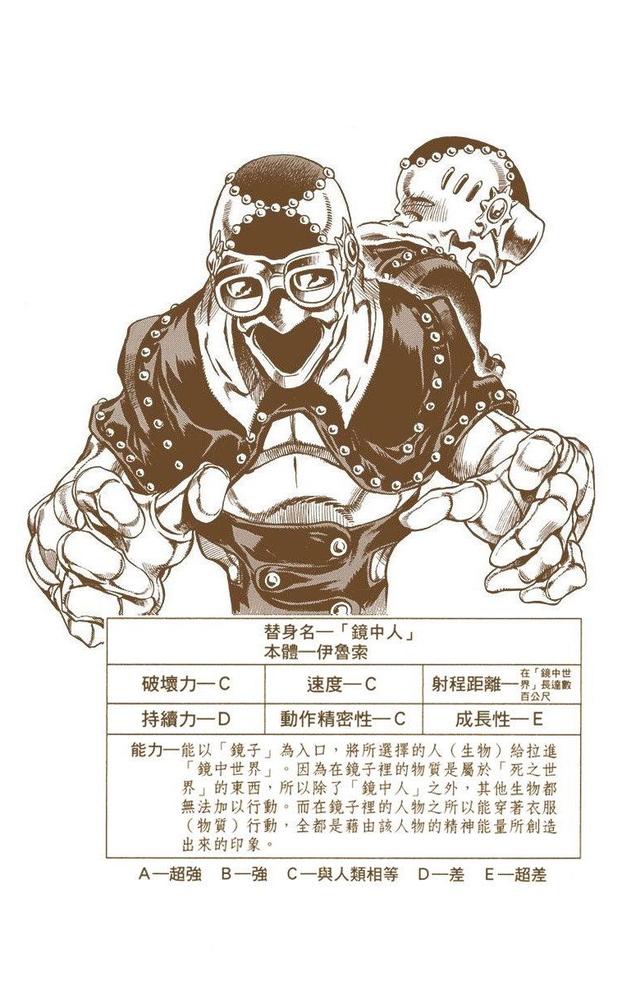 替身名—「鏡中人」
本體—伊魯索
破壞力—C
速度—C
射程距離—在「鏡中世
界」長達數
百公尺
持續力—D
動作精密性—C
成長性—E
能力—能以「鏡子」為入口，將所選擇的人（生物）給拉進
「鏡中世界」。因為在鏡子裡的物質是屬於「死之世
界」的東西，所以除了「鏡中人」之外，其他生物都
無法加以行動。而在鏡子裡的人物之所以能穿著衣服
（物質）行動，全都是藉由該人物的精神能量所創造
出來的印象。
A—超強　B—強　C—與人類相等　D—差　E—超差